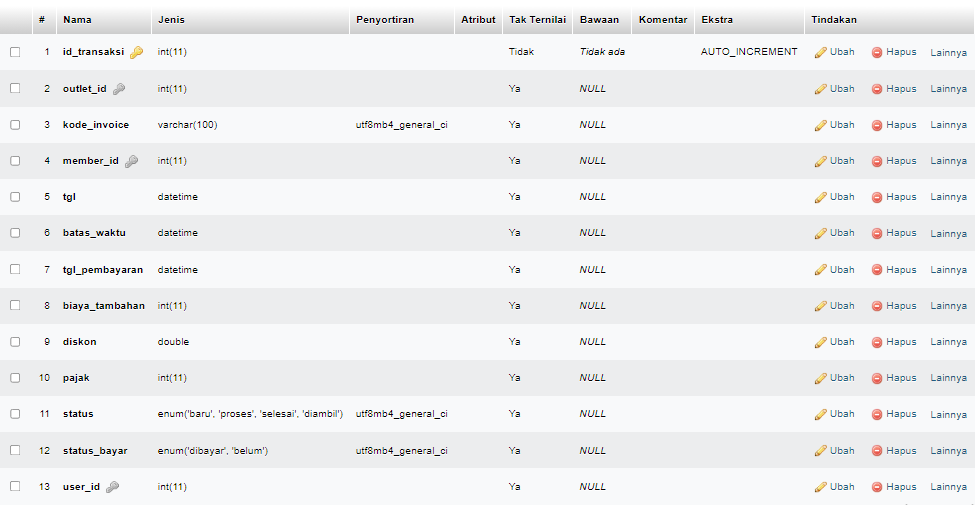 # Nama Jenis Penyortiran Atribut Tak Ternilai Bawaan Komentar Ekstra Tindakan
1 id_transaksi int(11) Tidak Tidak ada AUTO_INCREMENT Ubah Hapus Lainnya
2 outlet_id int(11) Ya NULL Ubah Hapus Lainnya
3 kode_invoice varchar(100) utf8mb4_general_ci Ya NULL Ubah Hapus Lainnya
4 member_id int(11) Ya NULL Ubah Hapus Lainnya
5 tgl datetime Ya NULL Ubah Hapus Lainnya
6 batas_waktu datetime Ya NULL Ubah Hapus Lainnya
7 tgl_pembayaran datetime Ya NULL Ubah Hapus Lainnya
8 biaya_tambahan int(11) Ya NULL Ubah Hapus Lainnya
9 diskon double Ya NULL Ubah Hapus Lainnya
10 pajak int(11) Ya NULL Ubah Hapus Lainnya
11 status enum('baru', 'proses', 'selesai', 'diambil') utf8mb4_general_ci Ya NULL Ubah Hapus Lainnya
12 status_bayar enum('dibayar', 'belum') utf8mb4_general_ci Ya NULL Ubah Hapus Lainnya
13 user_id int(11) Ya NULL Ubah Hapus Lainnya